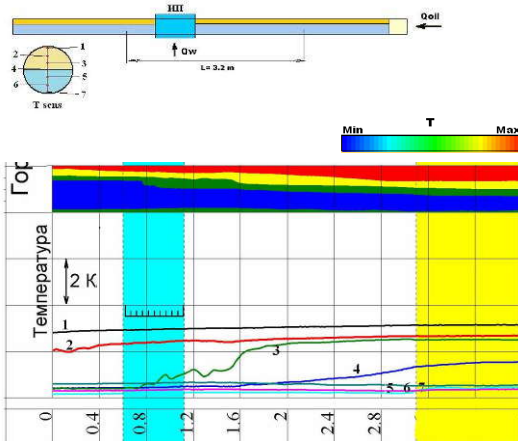 НП
1
2
3
4
5
6
7
Qw
L= 3.2 m
Qoil
T sens
T
Min
Max
Гор
Температура
2 К
1
2
3
4
5 6 7
0
0.4
0.8
1.2
1.6
2
2.4
2.8